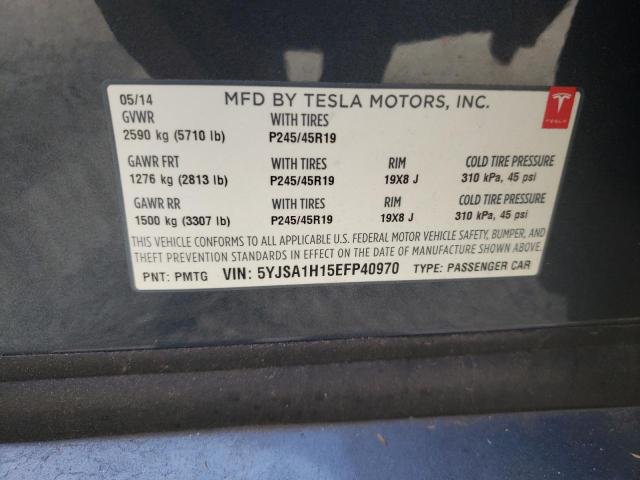 05/14 MFD BY TESLA MOTORS, INC.
TESLA
GVWR WITH TIRES
2590 kg (5710 lb) P245/45R19
GAWR FRT WITH TIRES RIM COLD TIRE PRESSURE
1276 kg (2813 lb) P245/45R19 19X8 J 310 kPa, 45 psi
GAWR RR WITH TIRES RIM COLD TIRE PRESSURE
1500 kg (3307 lb) P245/45R19 19X8 J 310 kPa, 45 psi
THIS VEHICLE CONFORMS TO ALL APPLICABLE U.S. FEDERAL MOTOR VEHICLE SAFETY, BUMPER, AND
THEFT PREVENTION STANDARDS IN EFFECT ON THE DATE OF MANUFACTURE SHOWN ABOVE.
PNT: PMTG VIN: 5YJSA1H15EFP40970 TYPE: PASSENGER CAR